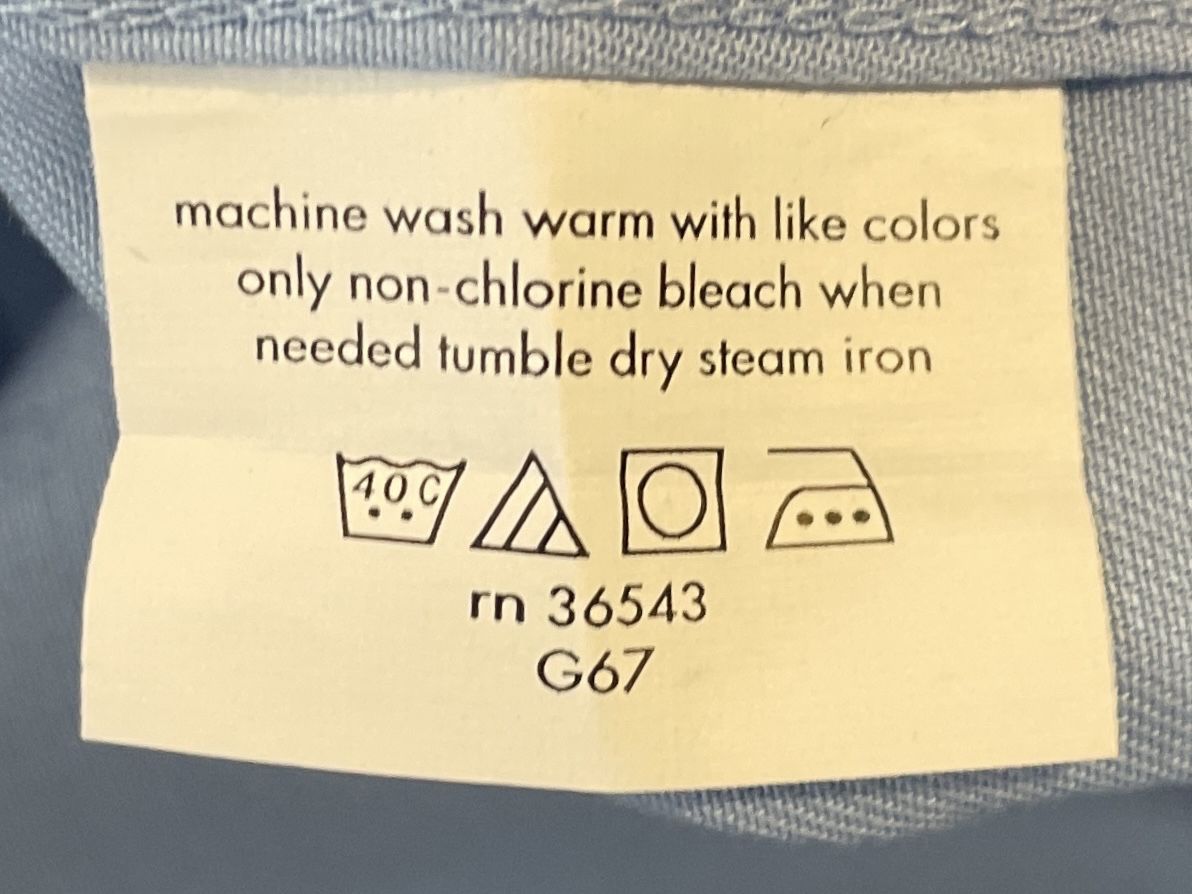 machine wash warm with like colors
only non-chlorine bleach when
needed tumble dry steam iron
40C
rn 36543
G67